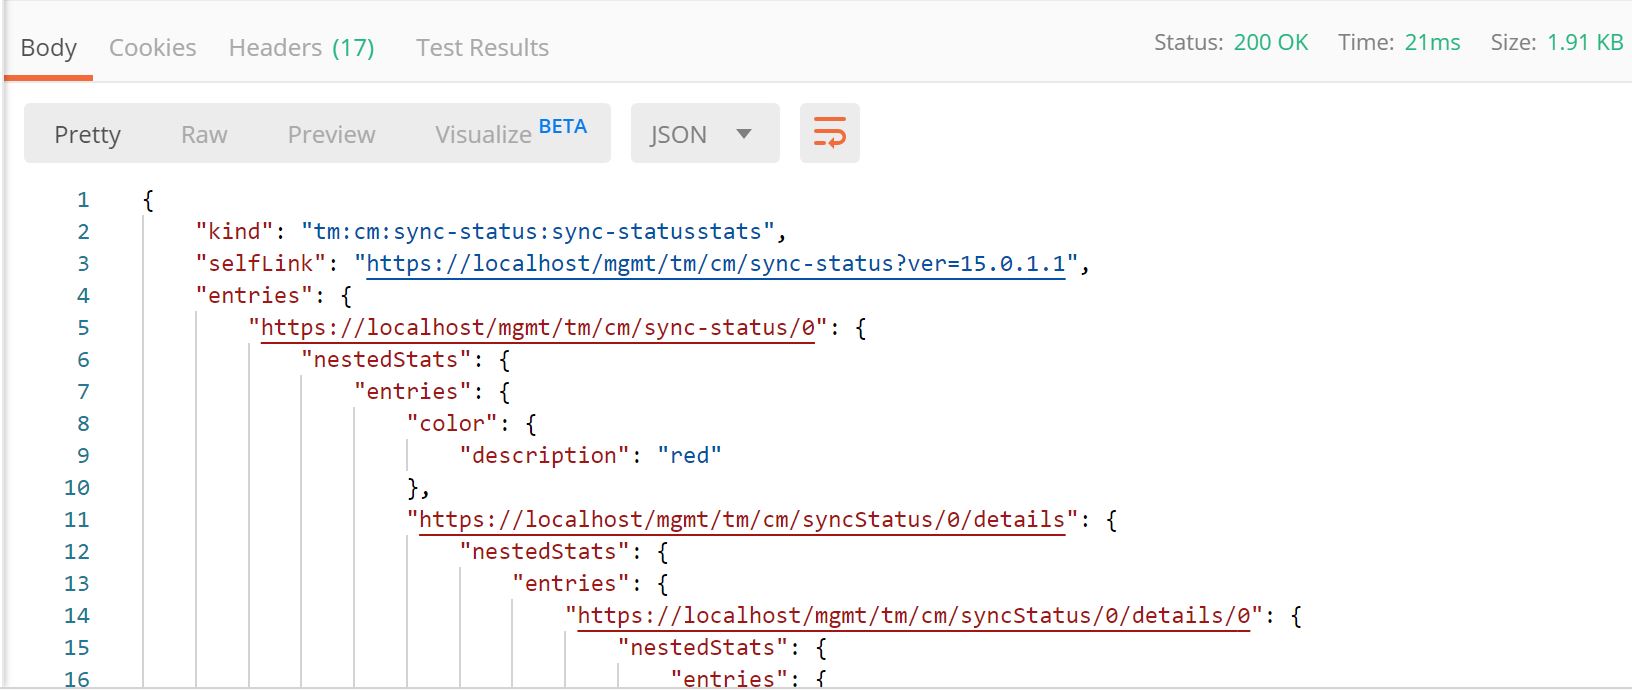 Body Cookies Headers (17) Test Results Status: 200 OK Time: 21ms Size: 1.91 KB
Pretty Raw Preview Visualize BETA JSON
1 {
2 "kind": "tm:cm:sync-status:sync-statusstats",
3 "selfLink": "https://localhost/mgmt/tm/cm/sync-status?ver=15.0.1.1",
4 "entries": {
5 "https://localhost/mgmt/tm/cm/sync-status/0": {
6 "nestedStats": {
7 "entries": {
8 "color": {
9 "description": "red"
10 },
11 "https://localhost/mgmt/tm/cm/syncStatus/0/details": {
12 "nestedStats": {
13 "entries": {
14 "https://localhost/mgmt/tm/cm/syncStatus/0/details/0": {
15 "nestedStats": {
16 "entries": {